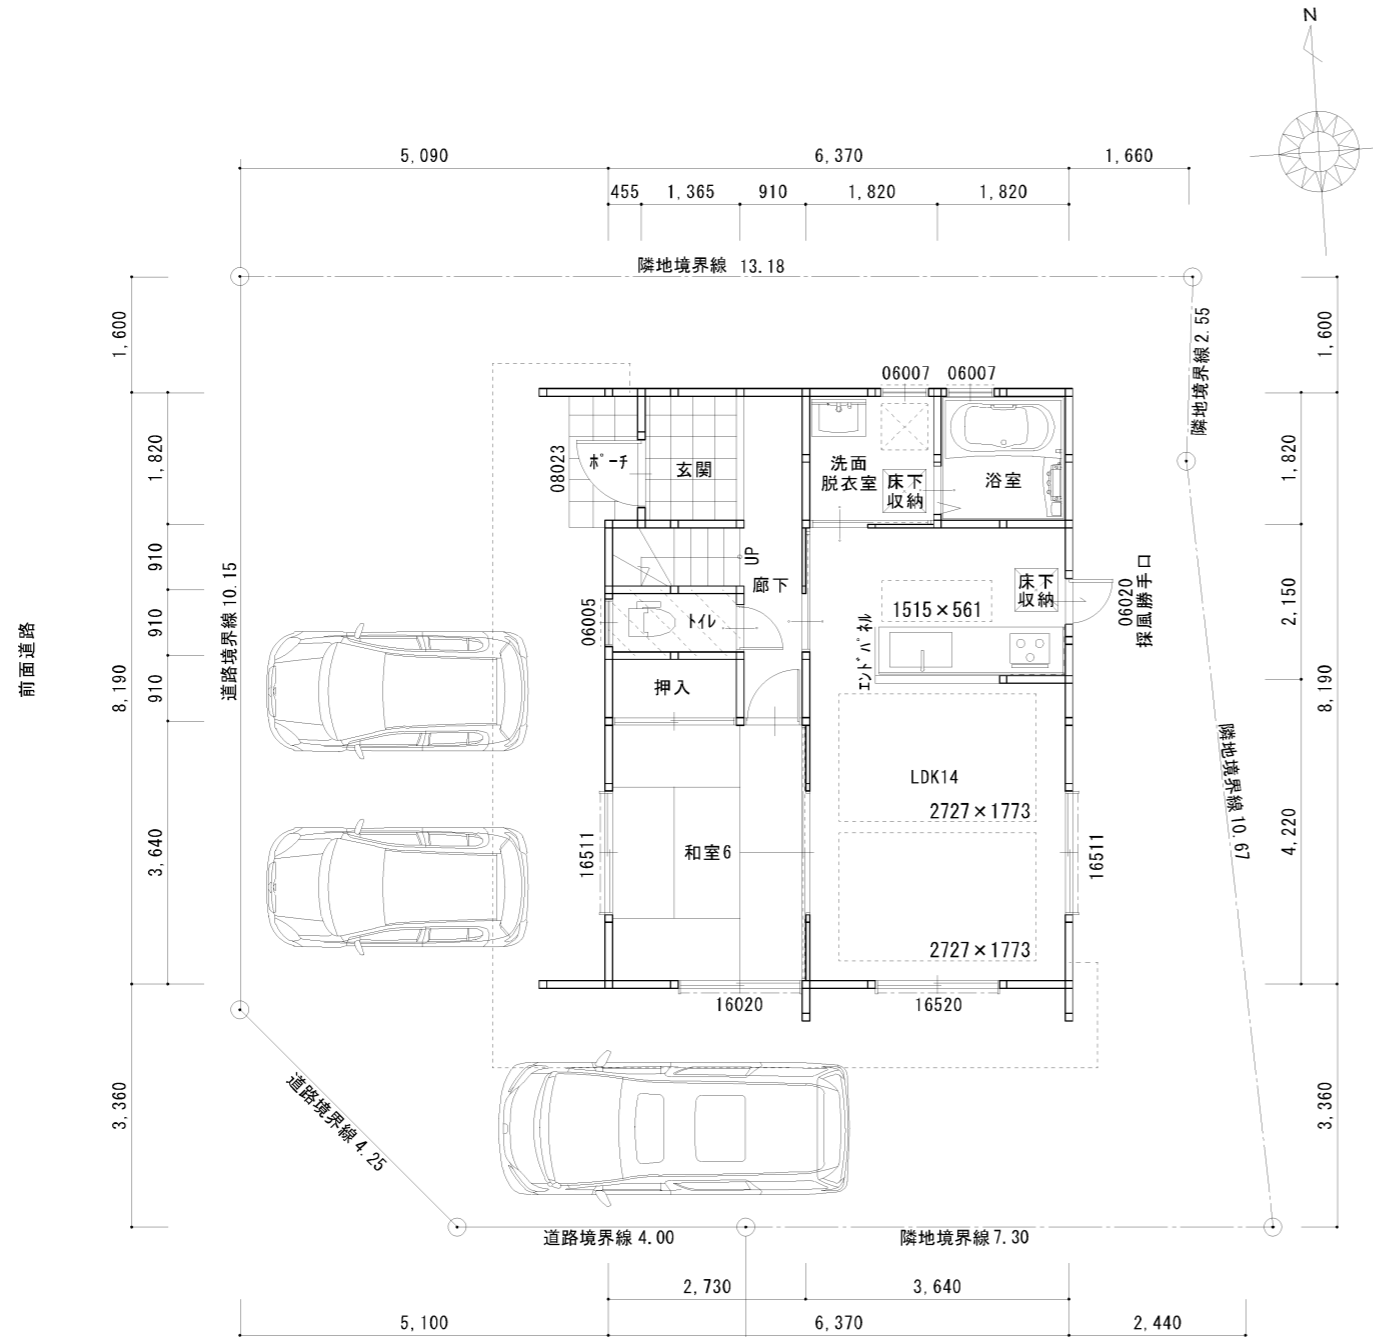 N
5,090
6,370
1,660
455
1,365
910
1,820
1,820
隣地境界線 13.18
1,600
1,820
910
910
910
8,190
3,640
3,360
前面道路
道路境界線 10.15
隣地境界線 2.55
1,600
1,820
2,150
8,190
4,220
3,360
06007
06007
08023
ポーチ
玄関
洗面
脱衣室
床下
収納
浴室
UP
廊下
06005
トイレ
1515×561
床下
収納
06020
採風勝手口
エンドパネル
押入
LDK14
2727×1773
16511
和室6
16511
2727×1773
隣地境界線 10.67
16020
16520
道路境界線 4.25
道路境界線 4.00
隣地境界線 7.30
2,730
3,640
5,100
6,370
2,440